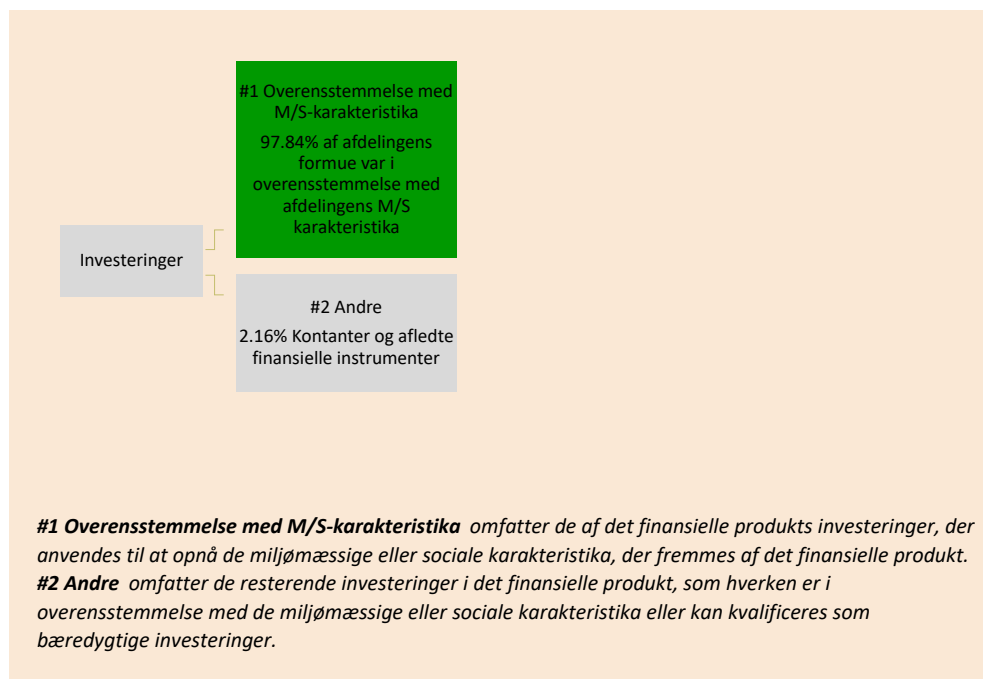 #1 Overensstemmelse med
M/S-karakteristika
97.84% af afdelingens
formue var i
overensstemmelse med
afdelingens M/S
karakteristika
Investeringer
#2 Andre
2.16% Kontanter og afledte
finansielle instrumenter
#1 Overensstemmelse med M/S-karakteristika omfatter de af det finansielle produkts investeringer, der
anvendes til at opnå de miljømæssige eller sociale karakteristika, der fremmes af det finansielle produkt.
#2 Andre omfatter de resterende investeringer i det finansielle produkt, som hverken er i
overensstemmelse med de miljømæssige eller sociale karakteristika eller kan kvalificeres som
bæredygtige investeringer.